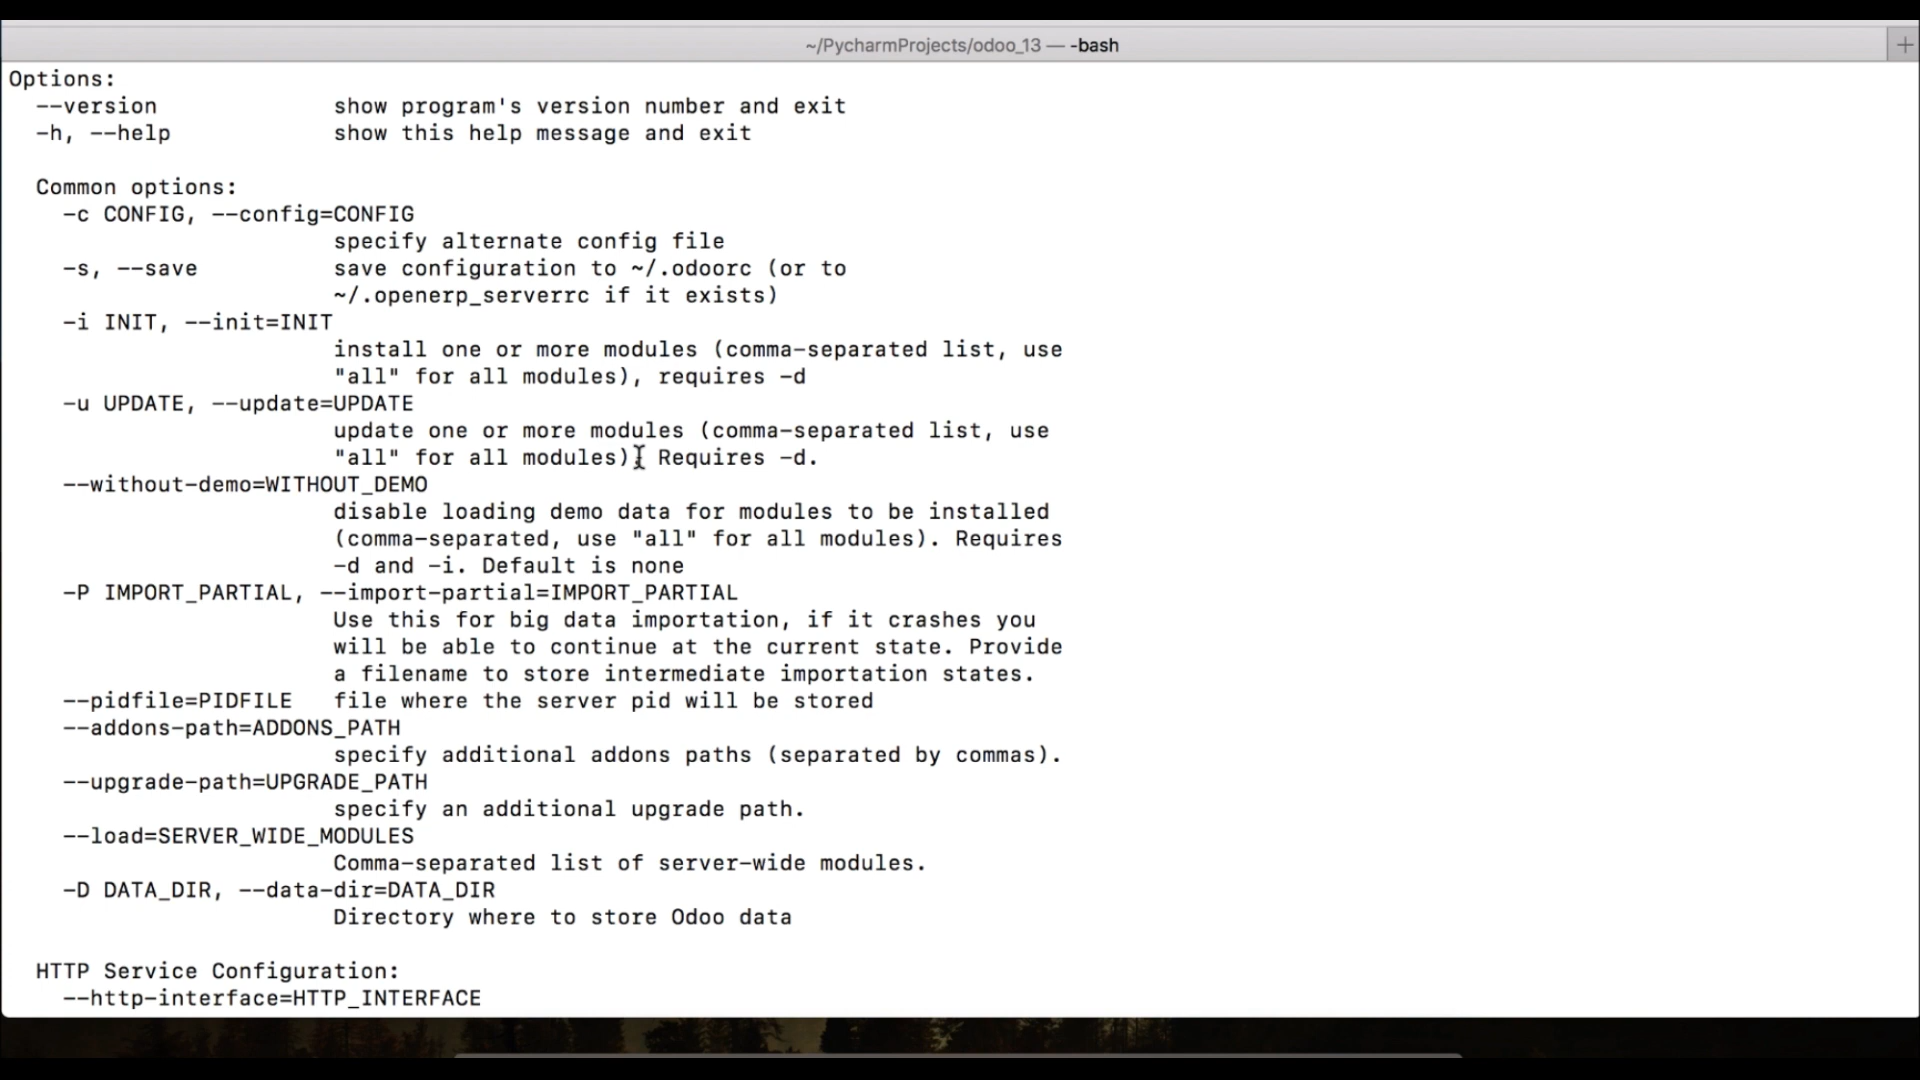 ~/PycharmProjects/odoo_13 — -bash
+
Options:
--version show program's version number and exit
-h, --help show this help message and exit
Common options:
-c CONFIG, --config=CONFIG
specify alternate config file
-s, --save save configuration to ~/.odoorc (or to
~/.openerp_serverrc if it exists)
-i INIT, --init=INIT
install one or more modules (comma-separated list, use
"all" for all modules), requires -d
-u UPDATE, --update=UPDATE
update one or more modules (comma-separated list, use
"all" for all modules). Requires -d.
--without-demo=WITHOUT_DEMO
disable loading demo data for modules to be installed
(comma-separated, use "all" for all modules). Requires
-d and -i. Default is none
-P IMPORT_PARTIAL, --import-partial=IMPORT_PARTIAL
Use this for big data importation, if it crashes you
will be able to continue at the current state. Provide
a filename to store intermediate importation states.
--pidfile=PIDFILE file where the server pid will be stored
--addons-path=ADDONS_PATH
specify additional addons paths (separated by commas).
--upgrade-path=UPGRADE_PATH
specify an additional upgrade path.
--load=SERVER_WIDE_MODULES
Comma-separated list of server-wide modules.
-D DATA_DIR, --data-dir=DATA_DIR
Directory where to store Odoo data
HTTP Service Configuration:
--http-interface=HTTP_INTERFACE